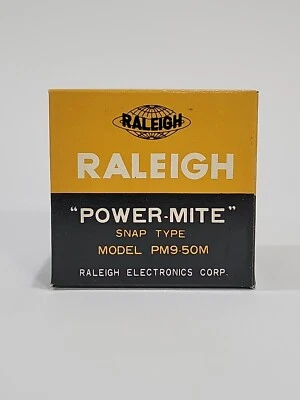 RALEIGH
RALEIGH
"POWER-MITE"
SNAP TYPE
MODEL PM9-50M
RALEIGH ELECTRONICS CORP.